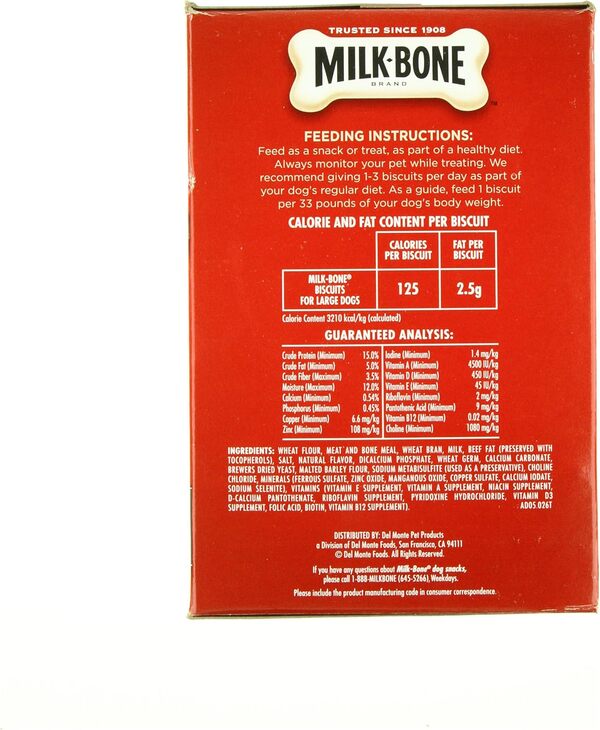 TRUSTED SINCE 1908
MILK·BONE
BRAND
TM
FEEDING INSTRUCTIONS:
Feed as a snack or treat, as part of a healthy diet.
Always monitor your pet while treating. We
recommend giving 1-3 biscuits per day as part of
your dog's regular diet. As a guide, feed 1 biscuit
per 33 pounds of your dog's body weight.
CALORIE AND FAT CONTENT PER BISCUIT
CALORIES PER BISCUIT FAT PER BISCUIT
MILK-BONE® BISCUITS FOR LARGE DOGS 125 2.5g
Calorie Content 3210 kcal/kg (calculated)
GUARANTEED ANALYSIS:
Crude Protein (Minimum) 15.0% Iodine (Minimum) 1.4 mg/kg
Crude Fat (Minimum) 5.0% Vitamin A (Minimum) 4500 IU/kg
Crude Fiber (Maximum) 3.5% Vitamin D (Minimum) 450 IU/kg
Moisture (Maximum) 12.0% Vitamin E (Minimum) 45 IU/kg
Calcium (Minimum) 0.54% Riboflavin (Minimum) 2 mg/kg
Phosphorus (Minimum) 0.45% Pantothenic Acid (Minimum) 9 mg/kg
Copper (Minimum) 6.6 mg/kg Vitamin B12 (Minimum) 0.02 mg/kg
Zinc (Minimum) 108 mg/kg Choline (Minimum) 1080 mg/kg
INGREDIENTS: WHEAT FLOUR, MEAT AND BONE MEAL, WHEAT BRAN, MILK, BEEF FAT (PRESERVED WITH
TOCOPHEROLS), SALT, NATURAL FLAVOR, DICALCIUM PHOSPHATE, WHEAT GERM, CALCIUM CARBONATE,
BREWERS DRIED YEAST, MALTED BARLEY FLOUR, SODIUM METABISULFITE (USED AS A PRESERVATIVE), CHOLINE
CHLORIDE, MINERALS (FERROUS SULFATE, ZINC OXIDE, MANGANOUS OXIDE, COPPER SULFATE, CALCIUM IODATE,
SODIUM SELENITE), VITAMINS (VITAMIN E SUPPLEMENT, VITAMIN A SUPPLEMENT, NIACIN SUPPLEMENT,
D-CALCIUM PANTOTHENATE, RIBOFLAVIN SUPPLEMENT, PYRIDOXINE HYDROCHLORIDE, VITAMIN D3
SUPPLEMENT, FOLIC ACID, BIOTIN, VITAMIN B12 SUPPLEMENT). AD05.026T
DISTRIBUTED BY: Del Monte Pet Products
a Division of Del Monte Foods, San Francisco, CA 94111
© Del Monte Foods. All Rights Reserved.
If you have any questions about Milk-Bone® dog snacks,
please call 1-888-MILKBONE (645-5266), Weekdays.
Please include the product manufacturing code in consumer correspondence.